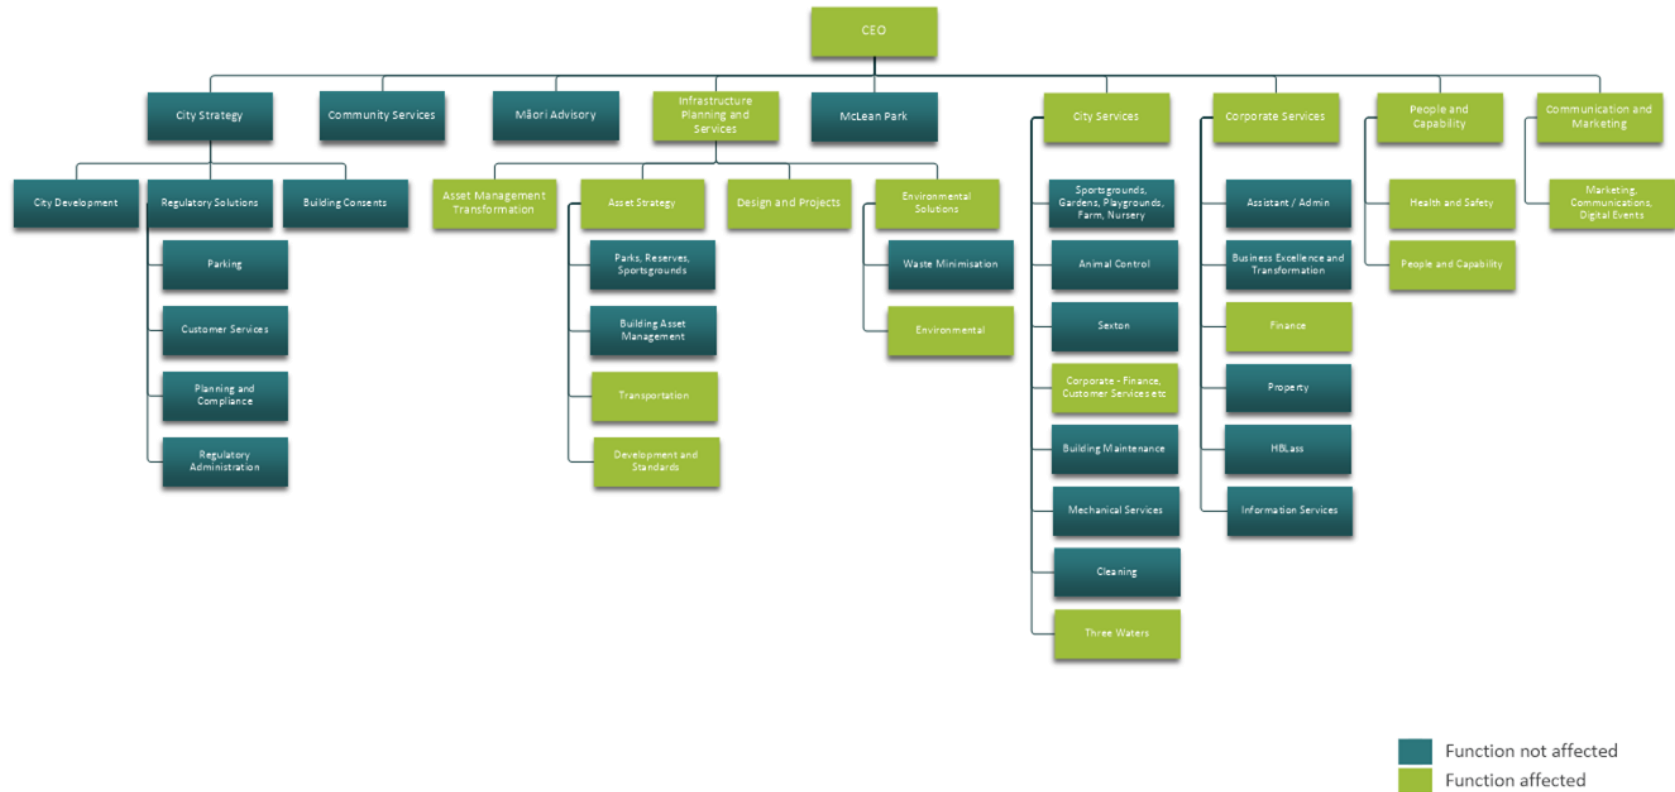 CEO
City Strategy
Community Services
Māori Advisory
Infrastructure
Planning and
Services
McLean Park
City Services
Corporate Services
People and
Capability
Communication and
Marketing
City Development
Regulatory Solutions
Building Consents
Asset Management
Transformation
Asset Strategy
Design and Projects
Environmental
Solutions
Sportsgrounds,
Gardens, Playgrounds,
Farm, Nursery
Assistant / Admin
Health and Safety
Marketing,
Communications,
Digital Events
Parking
Parks, Reserves,
Sportsgrounds
Waste Minimisation
Animal Control
Business Excellence and
Transformation
People and Capability
Customer Services
Building Asset
Management
Environmental
Sexton
Finance
Planning and
Compliance
Transportation
Corporate - Finance,
Customer Services etc
Property
Regulatory
Administration
Development and
Standards
Building Maintenance
HBLass
Mechanical Services
Information Services
Cleaning
Three Waters
Function not affected
Function affected